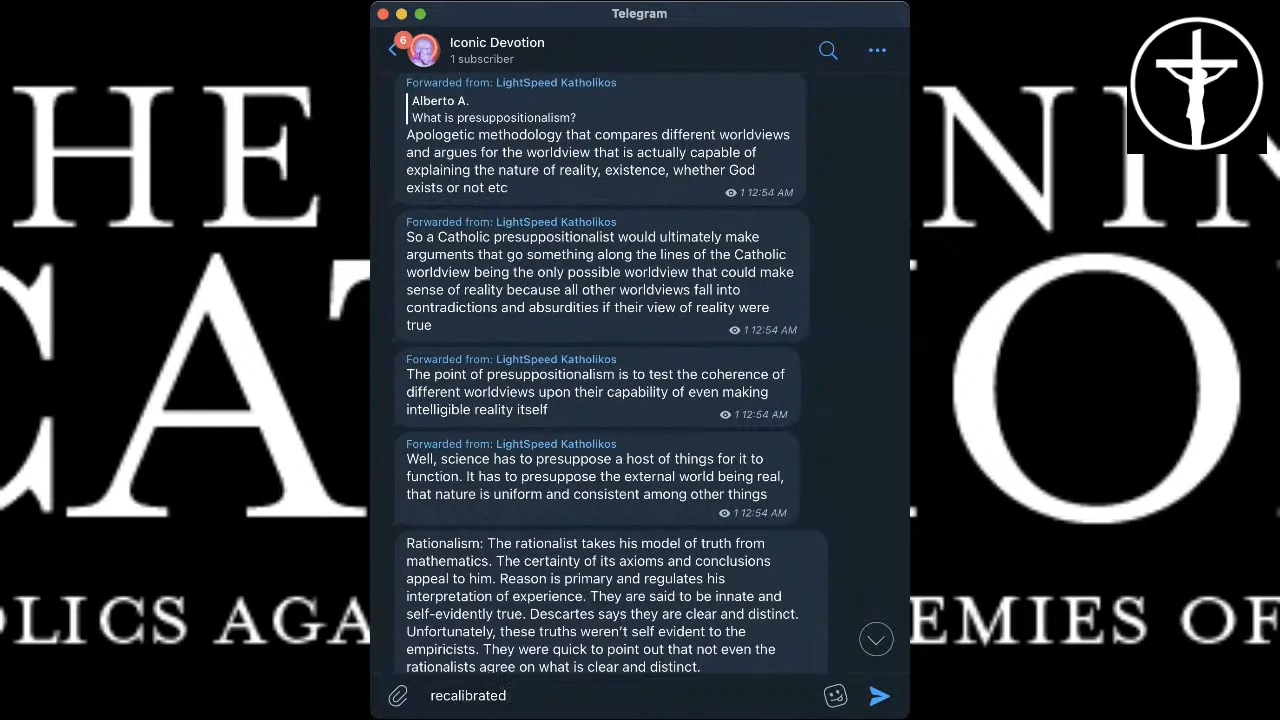 Telegram
6
Iconic Devotion
1 subscriber
Forwarded from: LightSpeed Katholikos
Alberto A.
What is presuppositionalism?
Apologetic methodology that compares different worldviews
and argues for the worldview that is actually capable of
explaining the nature of reality, existence, whether God
exists or not etc
1 12:54 AM
Forwarded from: LightSpeed Katholikos
So a Catholic presuppositionalist would ultimately make
arguments that go something along the lines of the Catholic
worldview being the only possible worldview that could make
sense of reality because all other worldviews fall into
contradictions and absurdities if their view of reality were
true
1 12:54 AM
Forwarded from: LightSpeed Katholikos
The point of presuppositionalism is to test the coherence of
different worldviews upon their capability of even making
intelligible reality itself
1 12:54 AM
Forwarded from: LightSpeed Katholikos
Well, science has to presuppose a host of things for it to
function. It has to presuppose the external world being real,
that nature is uniform and consistent among other things
1 12:54 AM
Rationalism: The rationalist takes his model of truth from
mathematics. The certainty of its axioms and conclusions
appeal to him. Reason is primary and regulates his
interpretation of experience. They are said to be innate and
self-evidently true. Descartes says they are clear and distinct.
Unfortunately, these truths weren't self evident to the
empiricists. They were quick to point out that not even the
rationalists agree on what is clear and distinct.
recalibrated
HE NNIN
CAT O
OLICS AGA EMIES OF